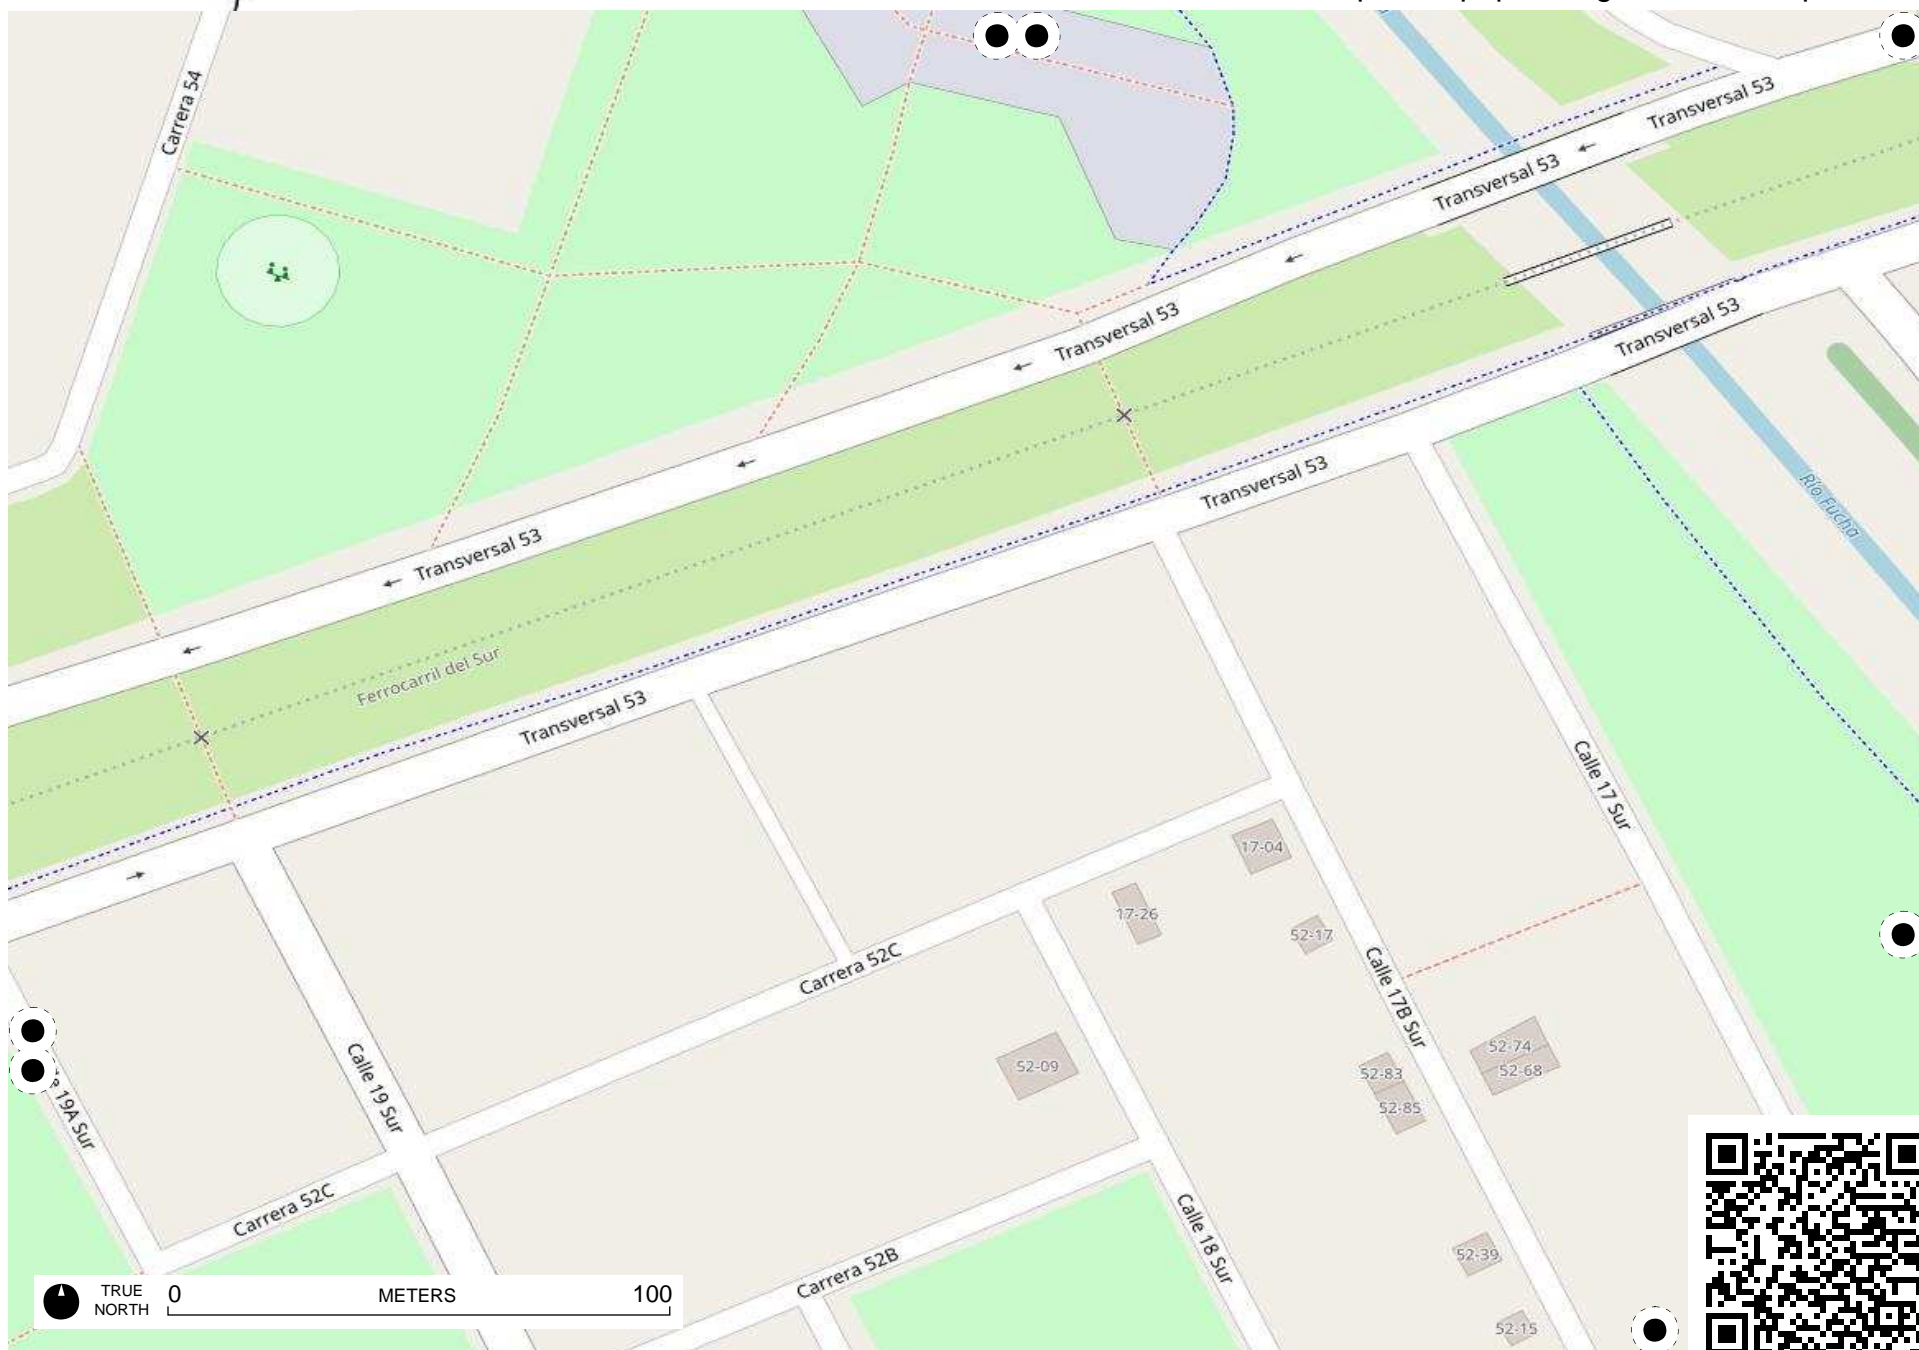 Carrera 54
Transversal 53
Transversal 53
Transversal 53
Transversal 53
Río Fucha
Transversal 53
Transversal 53
Ferrocarril del Sur
Transversal 53
Calle 17 Sur
17-04
17-26
52-17
Carrera 52C
Calle 17B Sur
52-74
52-68
52-09
52-83
52-85
Calle 19 Sur
19A Sur
Carrera 52C
Calle 18 Sur
52-39
Carrera 52B
52-15
TRUE NORTH
0 METERS 100